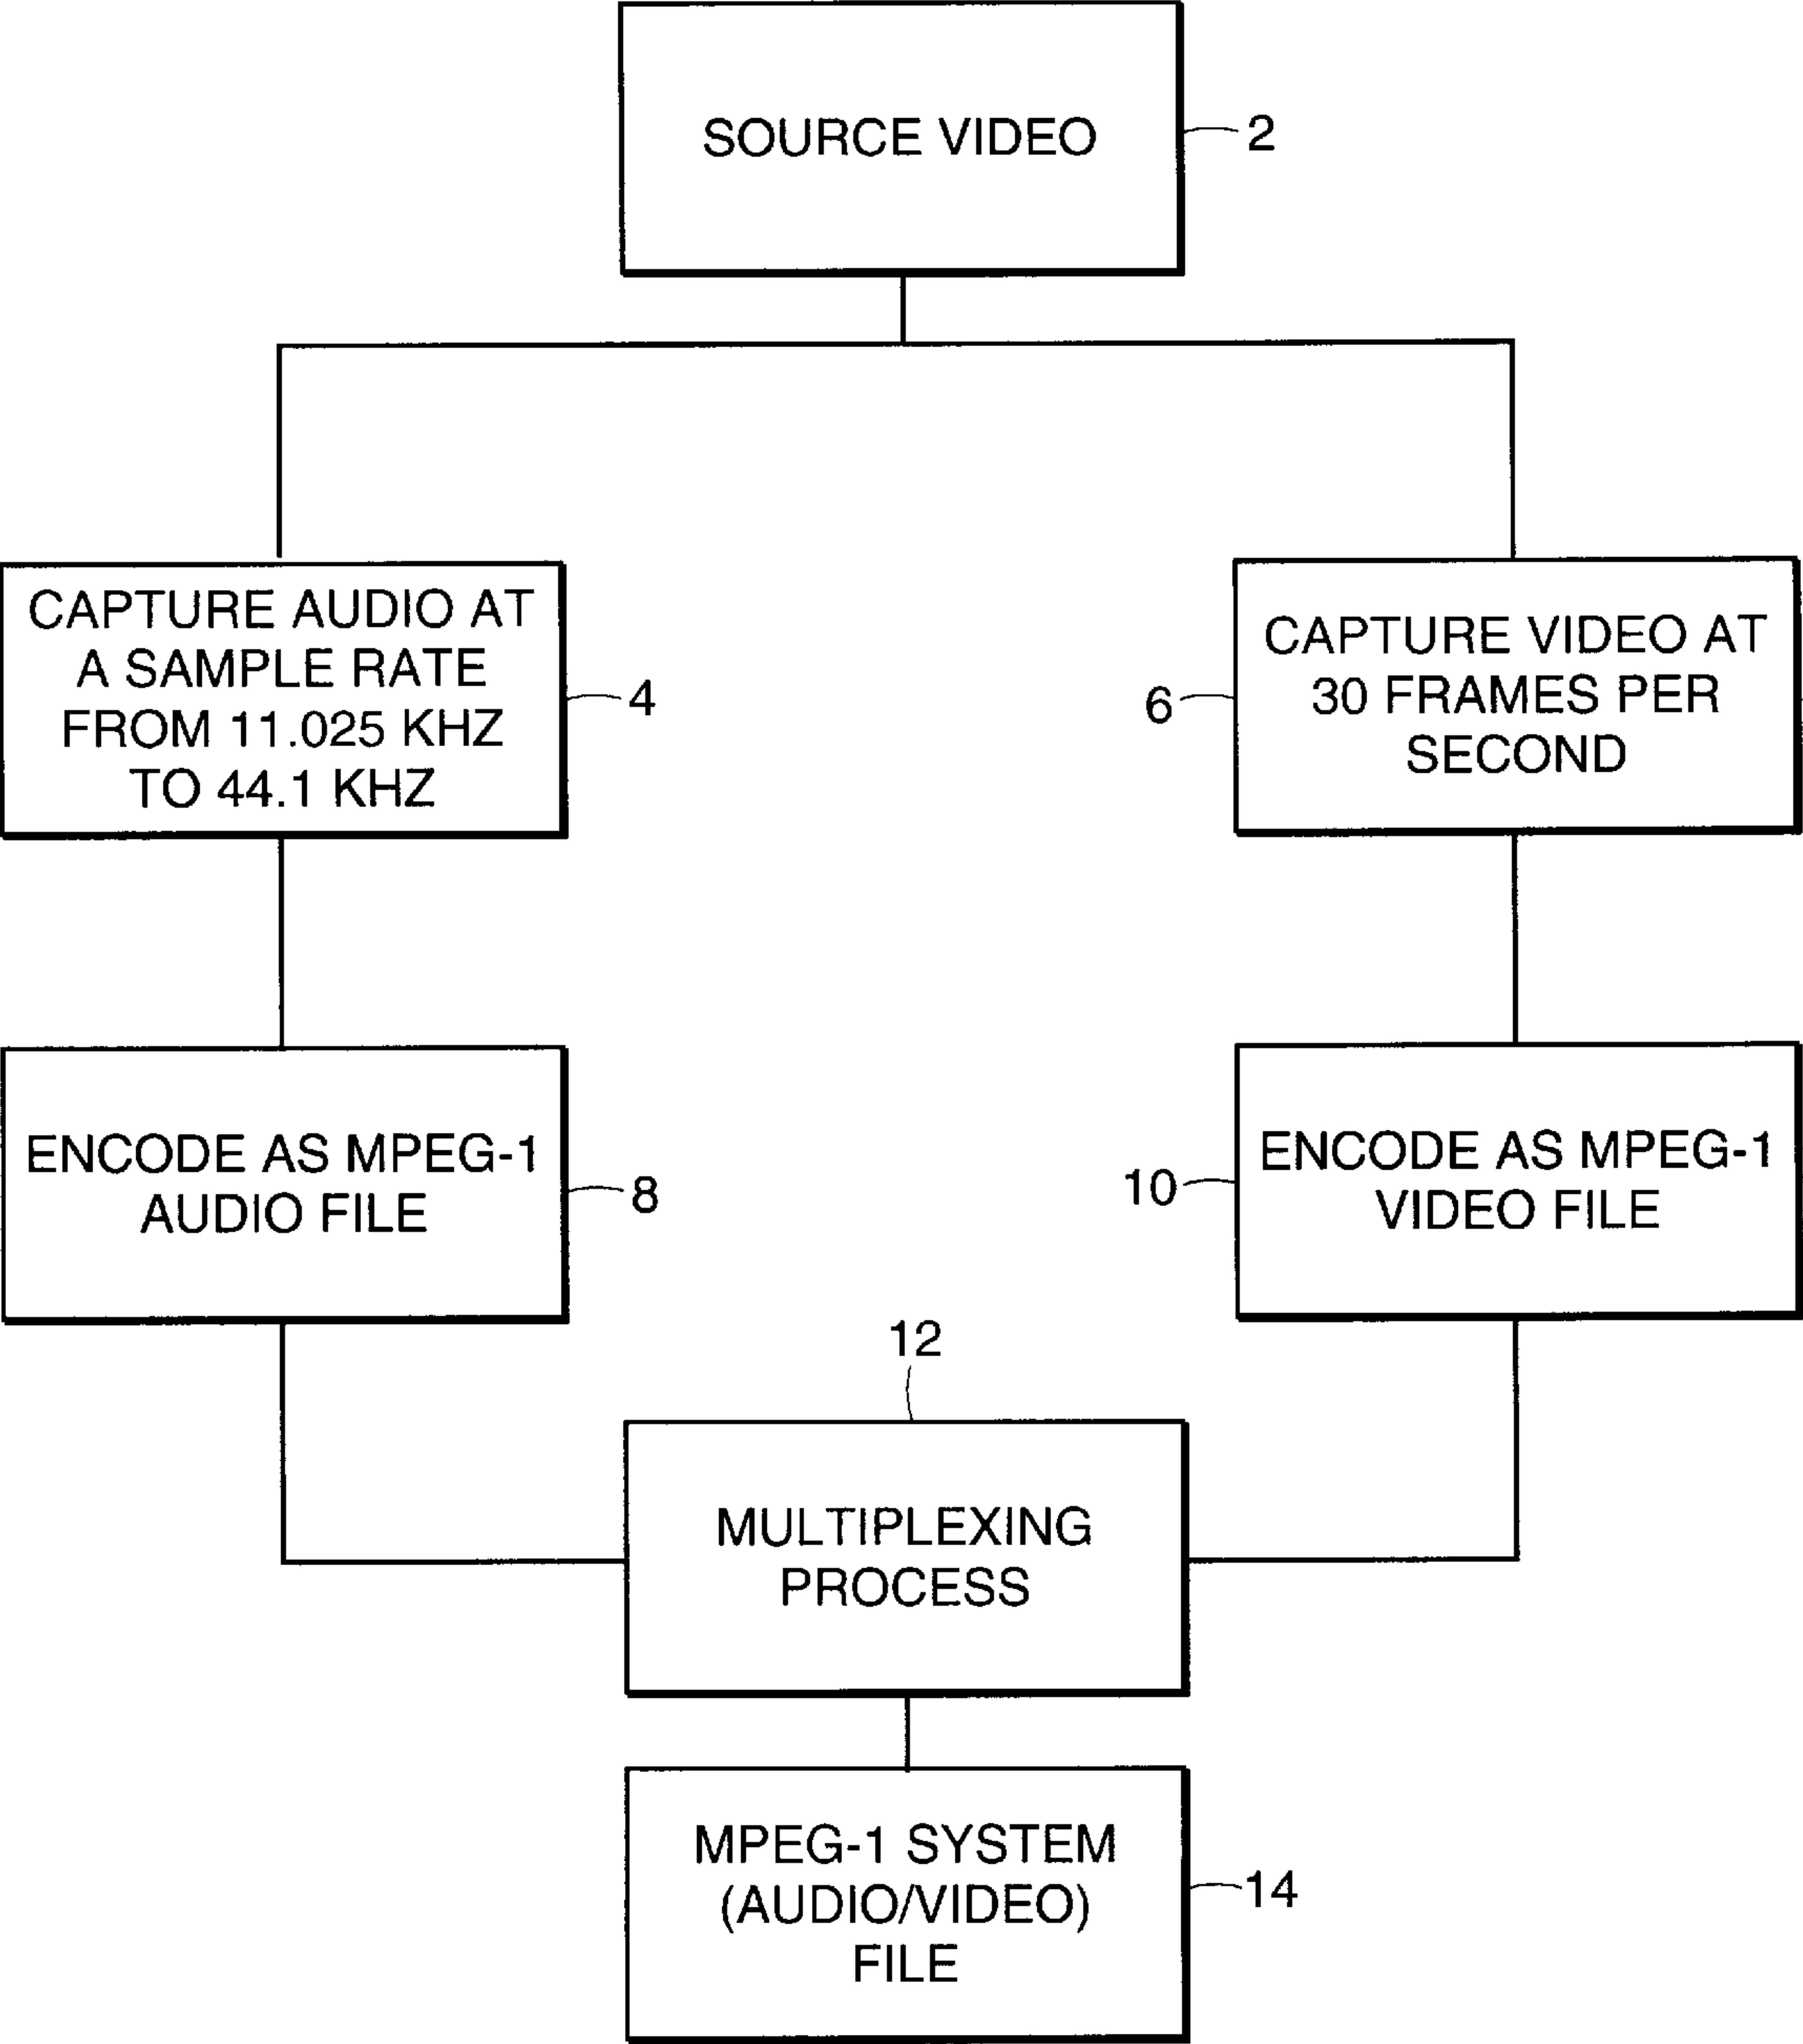 SOURCE VIDEO
2
CAPTURE AUDIO AT
A SAMPLE RATE
FROM 11.025 KHZ
TO 44.1 KHZ
4
CAPTURE VIDEO AT
30 FRAMES PER
SECOND
6
ENCODE AS MPEG-1
AUDIO FILE
8
ENCODE AS MPEG-1
VIDEO FILE
10
12
MULTIPLEXING
PROCESS
MPEG-1 SYSTEM
(AUDIO/VIDEO)
FILE
14